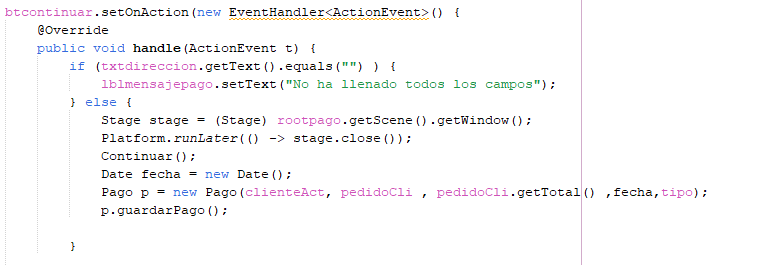 btcontinuar.setOnAction(new EventHandler<ActionEvent>() {
@Override
public void handle(ActionEvent t) {
if (txtdireccion.getText().equals("") ) {
lblmensajepago.setText("No ha llenado todos los campos");
} else {
Stage stage = (Stage) rootpago.getScene().getWindow();
Platform.runLater(() -> stage.close());
Continuar();
Date fecha = new Date();
Pago p = new Pago(clienteAct, pedidoCli , pedidoCli.getTotal() ,fecha,tipo);
p.guardarPago();
}